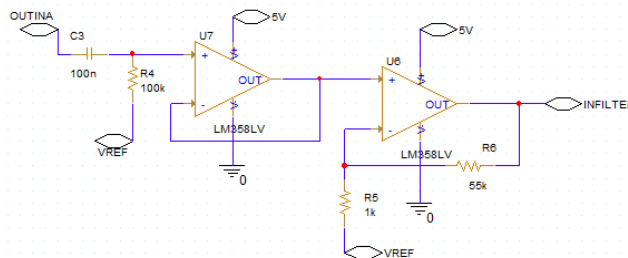 OUTINA
C3
100n
R4
100k
VREF
U7
5V
+
-
OUT
LM358LV
0
U6
5V
+
-
OUT
LM358LV
0
R5
1k
VREF
R6
55k
INFILTE